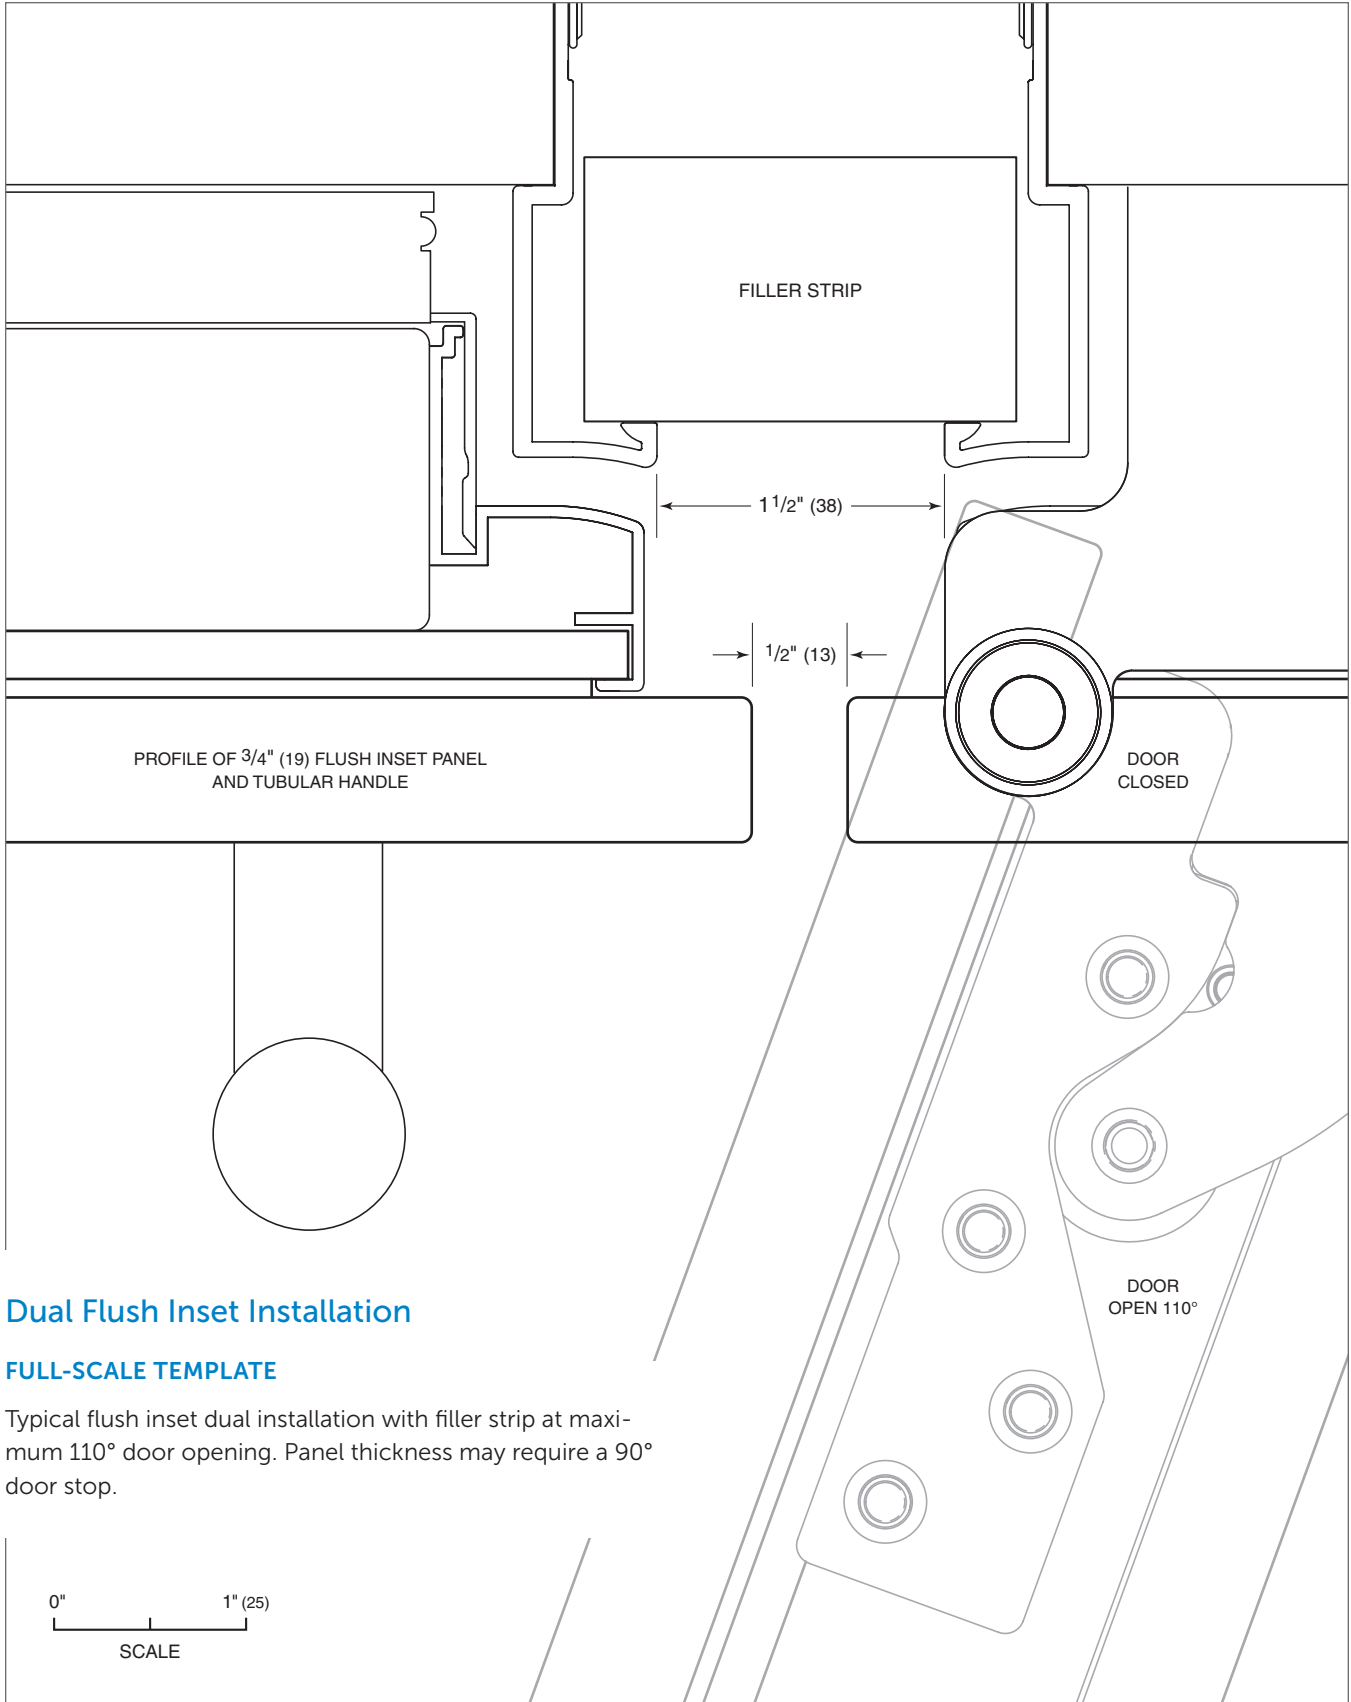 FILLER STRIP
1 1/2" (38)
1/2" (13)
PROFILE OF 3/4" (19) FLUSH INSET PANEL
AND TUBULAR HANDLE
DOOR
CLOSED
DOOR
OPEN 110°
Dual Flush Inset Installation
FULL-SCALE TEMPLATE
Typical flush inset dual installation with filler strip at maxi-
mum 110° door opening. Panel thickness may require a 90°
door stop.
0" 1" (25)
SCALE